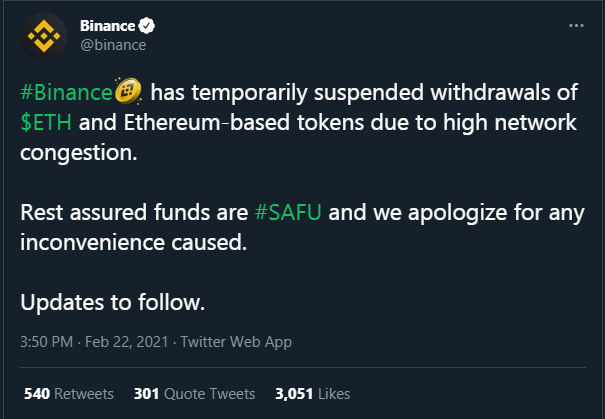 Binance
@binance
#Binance has temporarily suspended withdrawals of
$ETH and Ethereum-based tokens due to high network
congestion.
Rest assured funds are #SAFU and we apologize for any
inconvenience caused.
Updates to follow.
3:50 PM · Feb 22, 2021 · Twitter Web App
540 Retweets 301 Quote Tweets 3,051 Likes